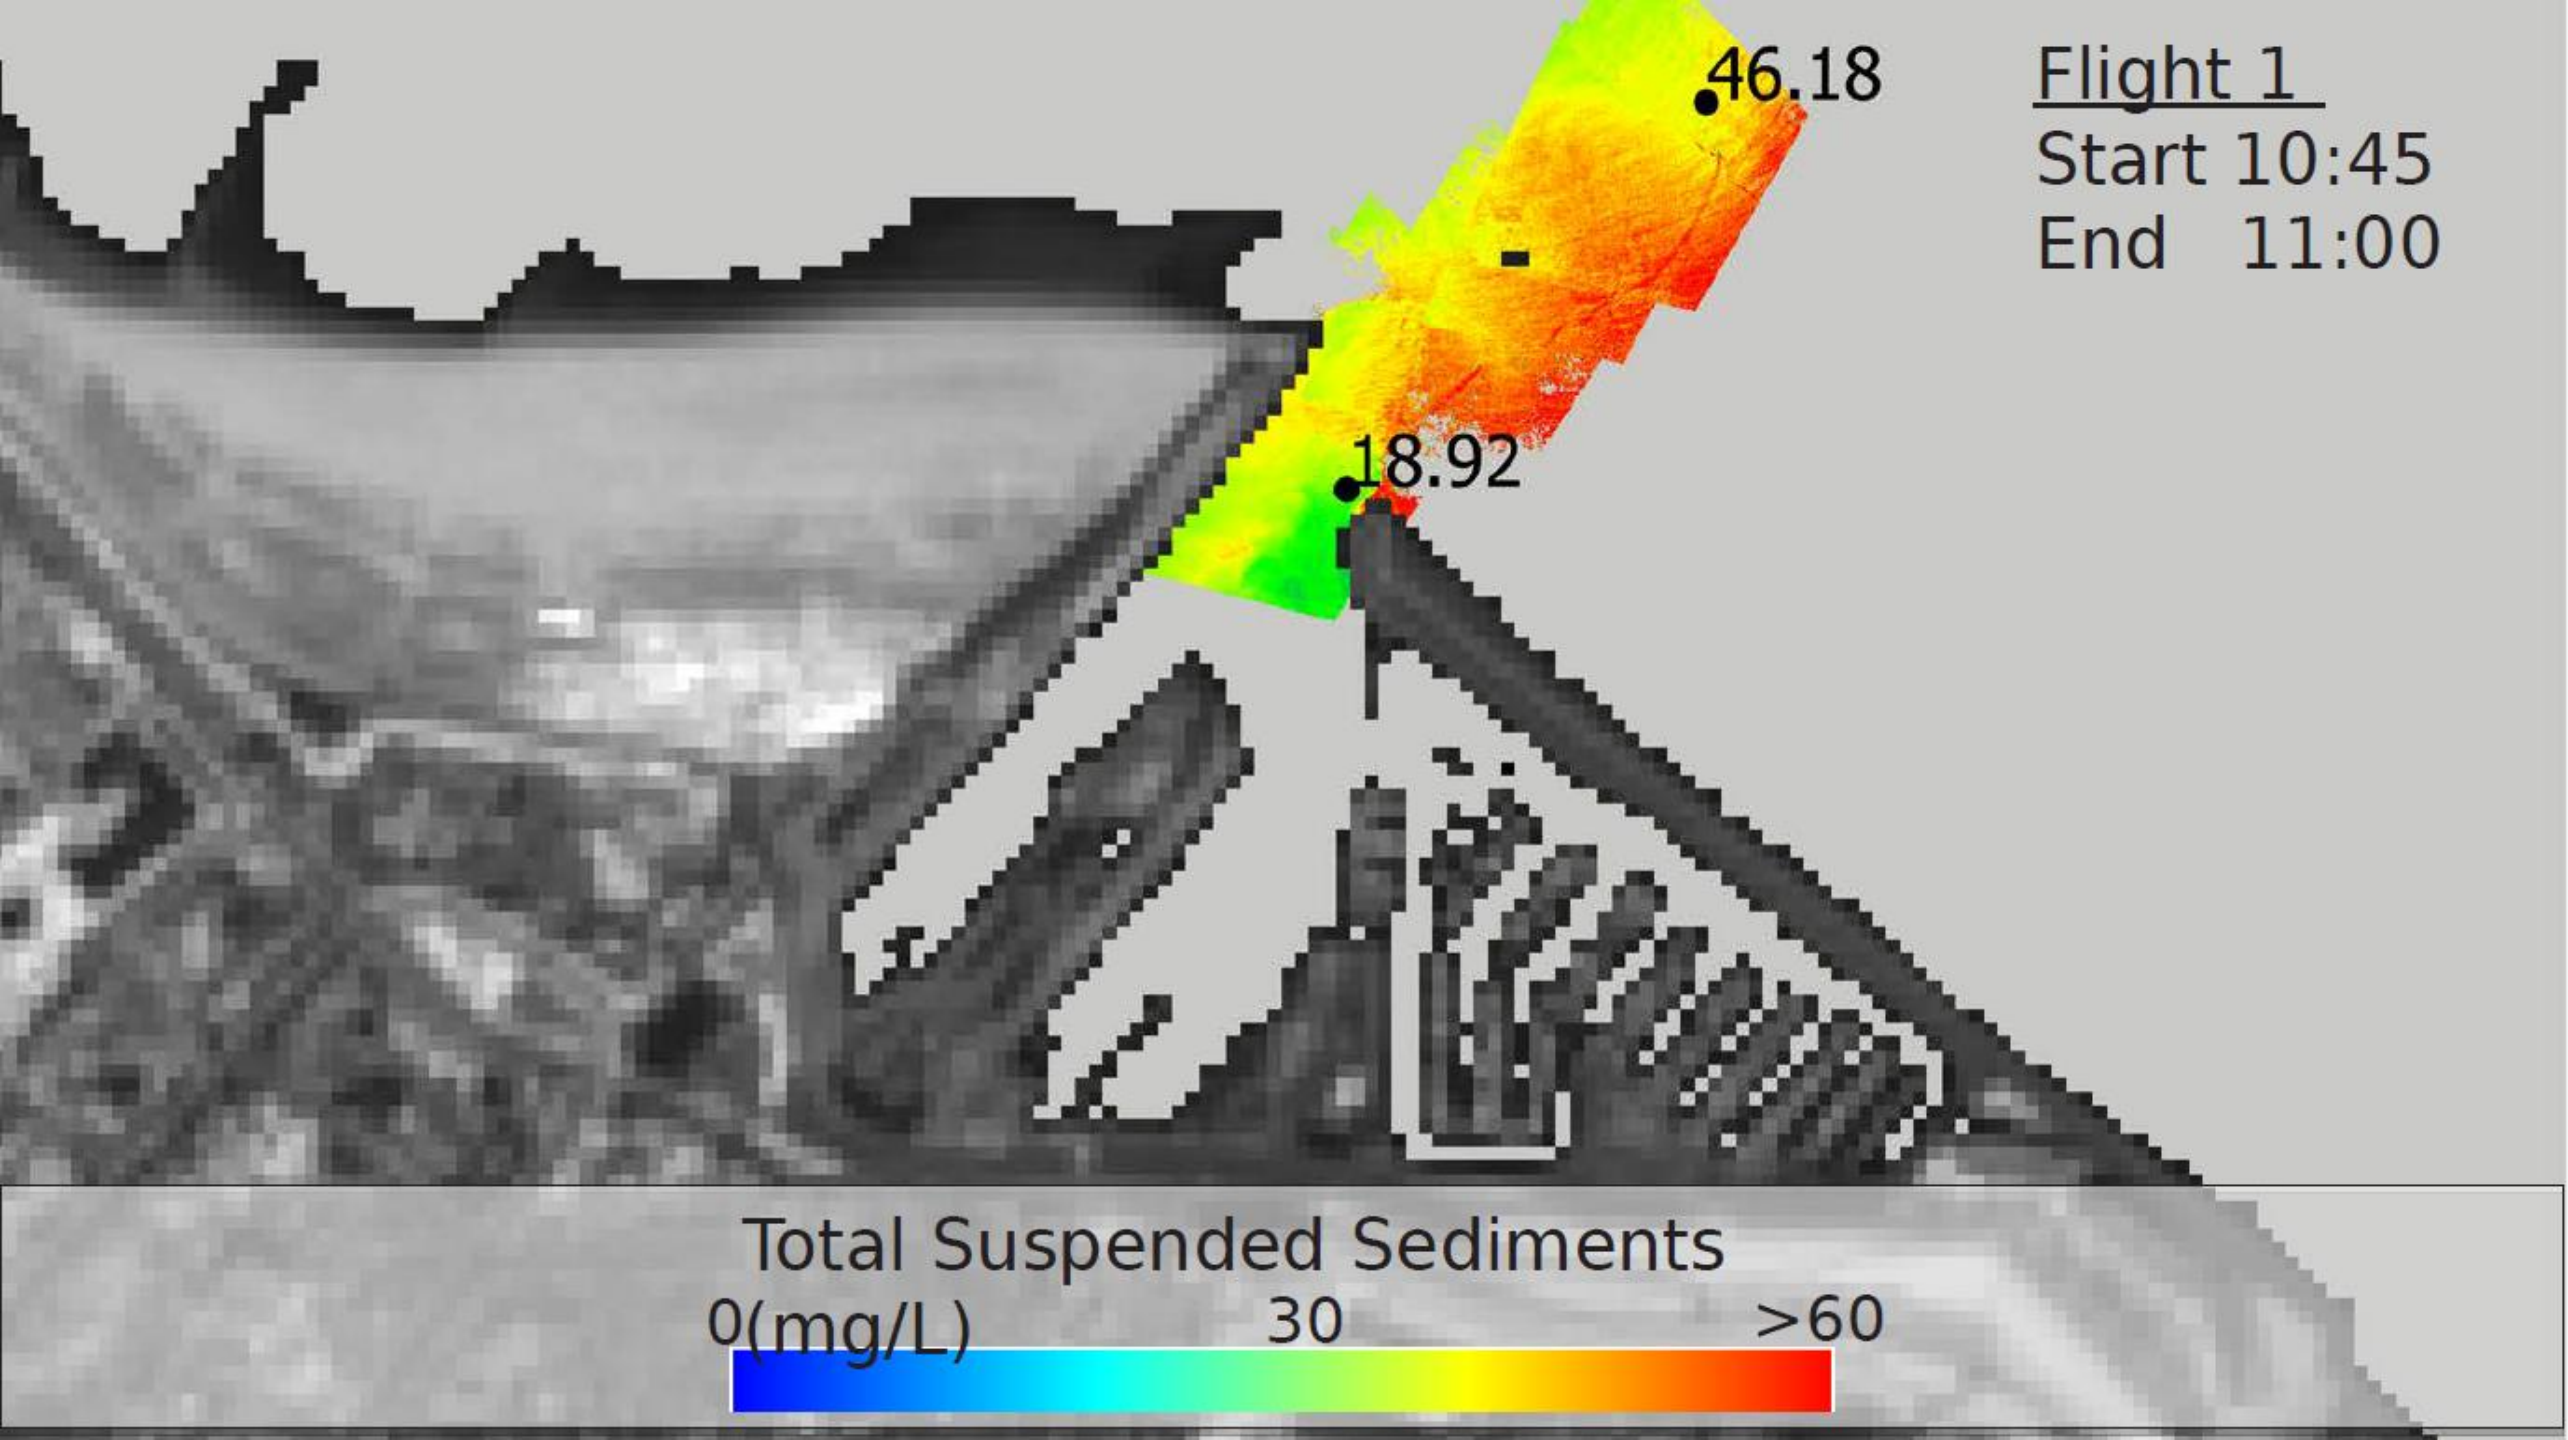 46.18
Flight 1
Start 10:45
End 11:00
18.92
Total Suspended Sediments
0(mg/L) 30 >60